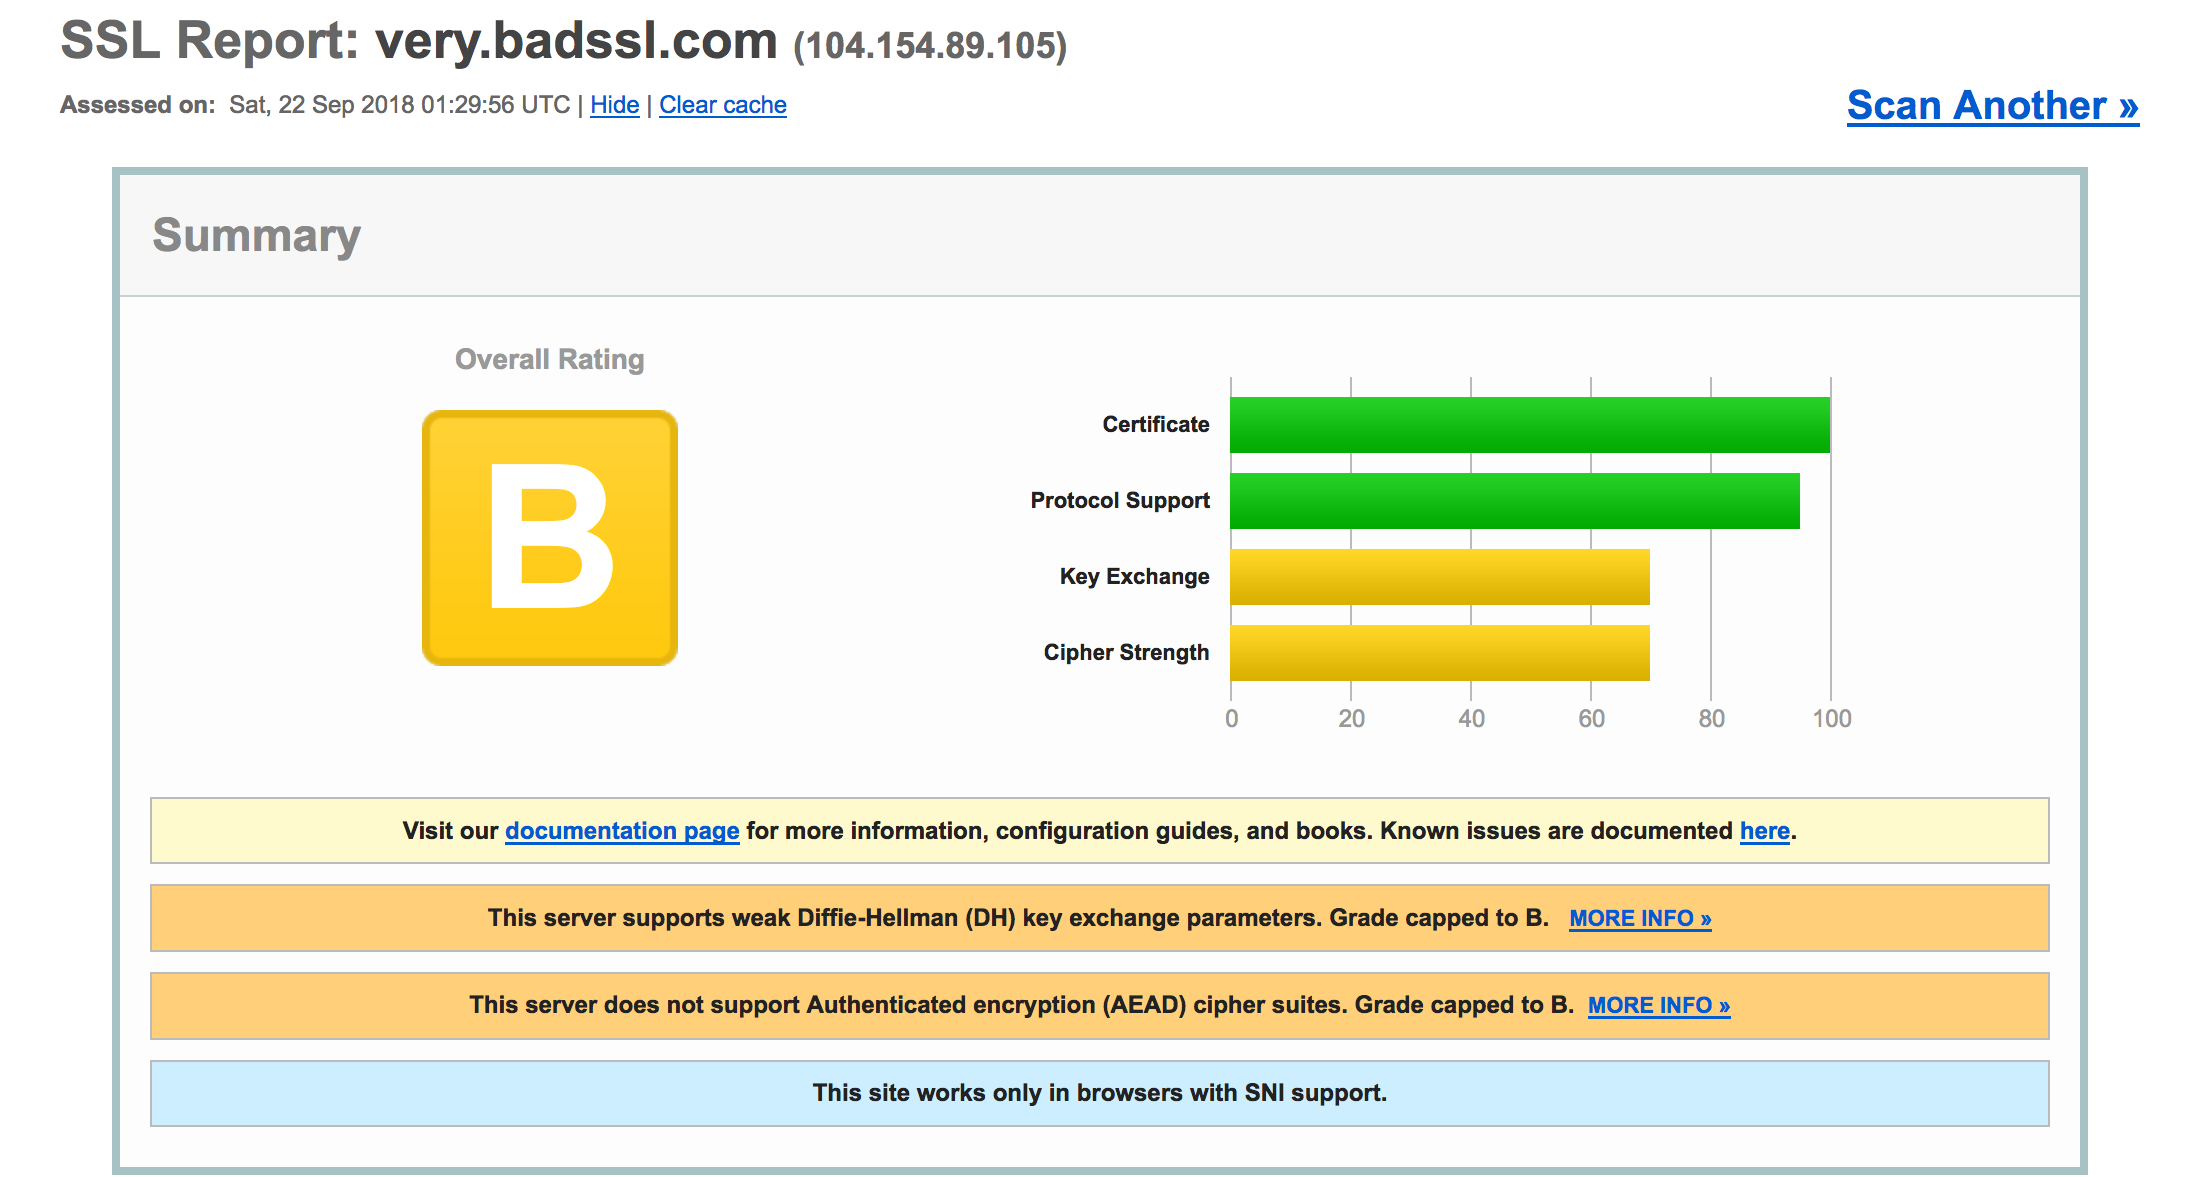 SSL Report: very.badssl.com (104.154.89.105)
Assessed on: Sat, 22 Sep 2018 01:29:56 UTC | Hide | Clear cache
Scan Another »
Summary
Overall Rating
B
Certificate
Protocol Support
Key Exchange
Cipher Strength
0 20 40 60 80 100
Visit our documentation page for more information, configuration guides, and books. Known issues are documented here.
This server supports weak Diffie-Hellman (DH) key exchange parameters. Grade capped to B. MORE INFO »
This server does not support Authenticated encryption (AEAD) cipher suites. Grade capped to B. MORE INFO »
This site works only in browsers with SNI support.